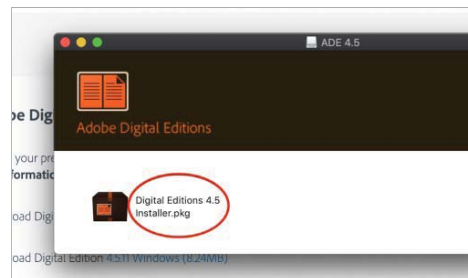 ADE 4.5
be Dig
Adobe Digital Editions
your pre
formatic
Digital Editions 4.5
Installer.pkg
oad Digi
oad Digital Edition 4.5.11 Windows (8.24MB)